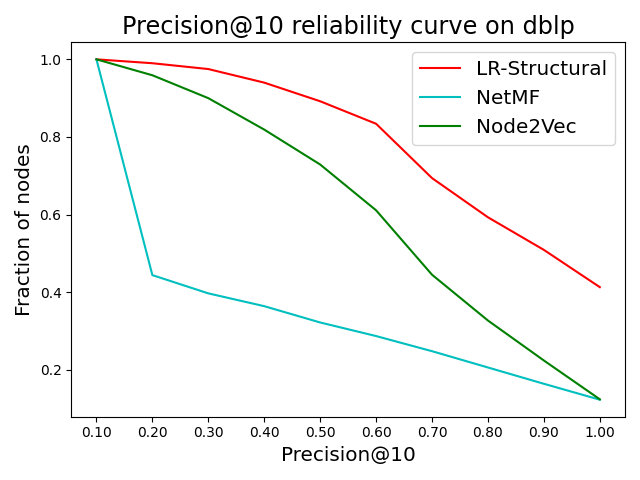 Precision@10 reliability curve on dblp
LR-Structural
NetMF
Node2Vec
Fraction of nodes
1.0
0.8
0.6
0.4
0.2
0.10 0.20 0.30 0.40 0.50 0.60 0.70 0.80 0.90 1.00
Precision@10